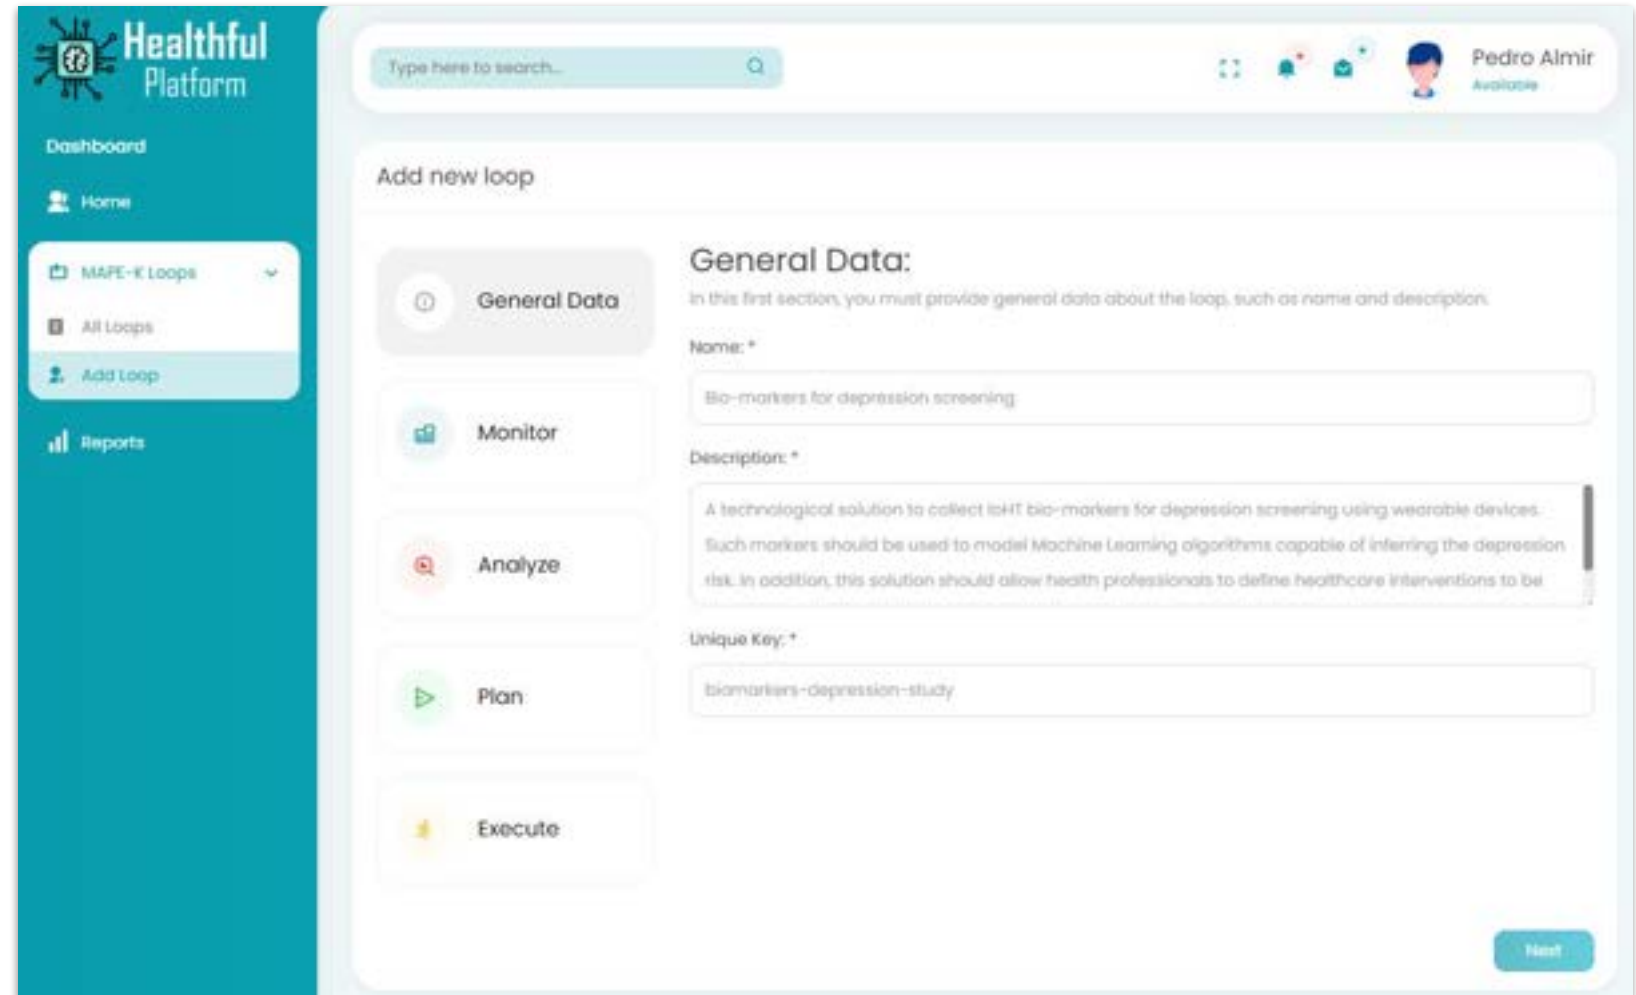 Healthful
Platform
Type here to search...
Pedro Almir
Available
Dashboard
Home
MAPE-K Loops
All Loops
Add Loop
Reports
Add new loop
General Data
Monitor
Analyze
Plan
Execute
General Data:
In this first section, you must provide general data about the loop, such as name and description.
Name: *
Bio-markers for depression screening
Description: *
A technological solution to collect IoHT bio-markers for depression screening using wearable devices.
Such markers should be used to model Machine Learning algorithms capable of inferring the depression
risk. In addition, this solution should allow health professionals to define healthcare interventions to be
Unique Key: *
biomarkers-depression-study
Next